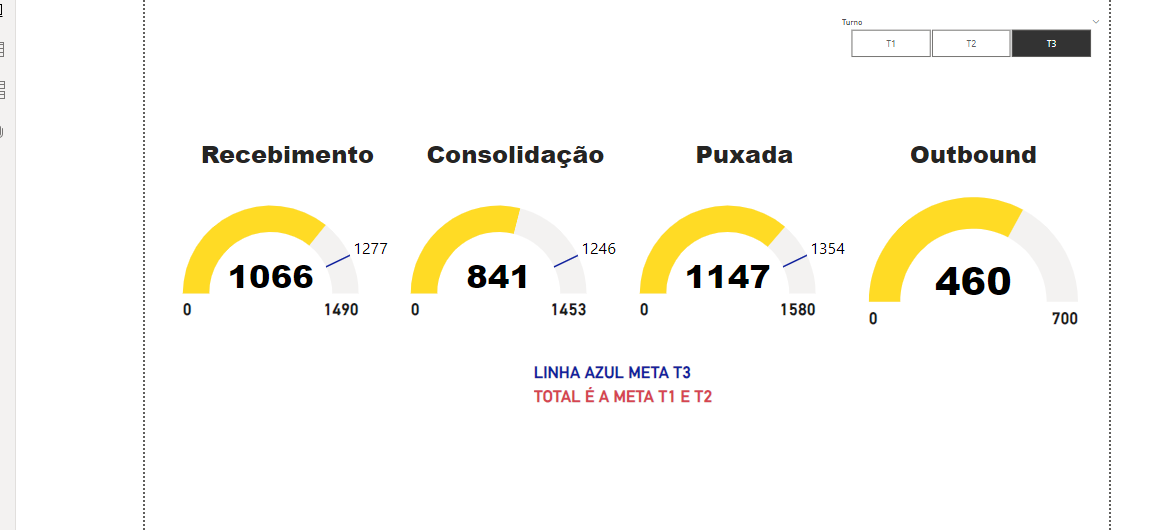 Turno
T1 T2 T3
Recebimento Consolidação Puxada Outbound
1277 1246 1354
1066 841 1147 460
0 1490 0 1453 0 1580 0 700
LINHA AZUL META T3
TOTAL É A META T1 E T2